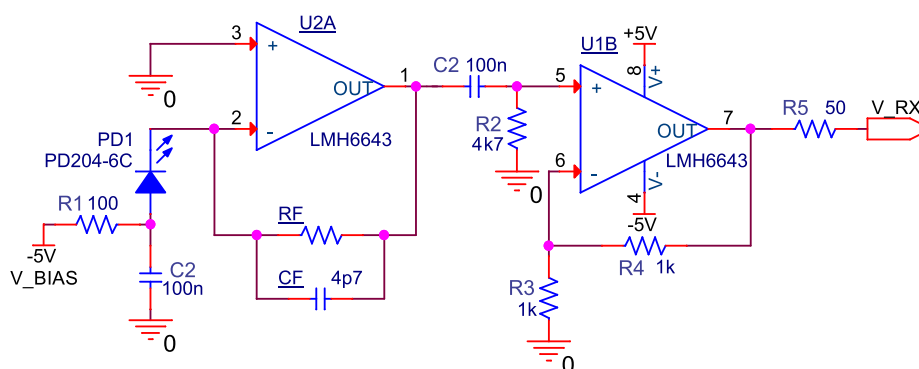 U2A
3
+
OUT
1
2
-
LMH6643
0
C2 100n
R2
4k7
0
U1B
+5V
8
V+
5
+
OUT
7
6
-
LMH6643
4
V-
-5V
R5 50
V_RX
PD1
PD204-6C
R1 100
-5V
V_BIAS
C2
100n
0
RF
CF 4p7
R4
1k
R3
1k
0